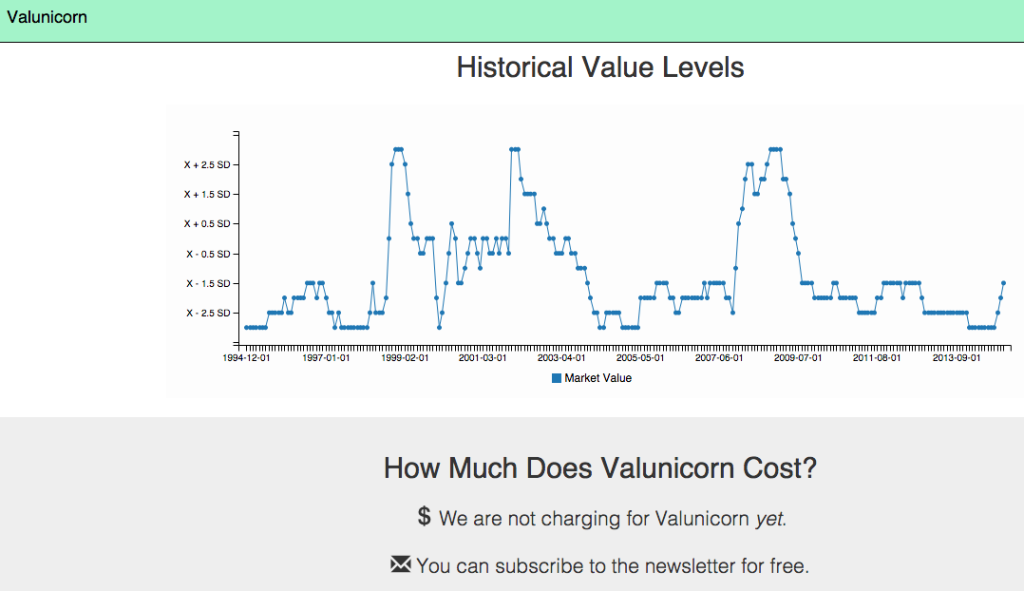 Valunicorn
Historical Value Levels
X + 2.5 SD
X + 1.5 SD
X + 0.5 SD
X - 0.5 SD
X - 1.5 SD
X - 2.5 SD
1994-12-01 1997-01-01 1999-02-01 2001-03-01 2003-04-01 2005-05-01 2007-06-01 2009-07-01 2011-08-01 2013-09-01
Market Value
How Much Does Valunicorn Cost?
$ We are not charging for Valunicorn yet.
You can subscribe to the newsletter for free.